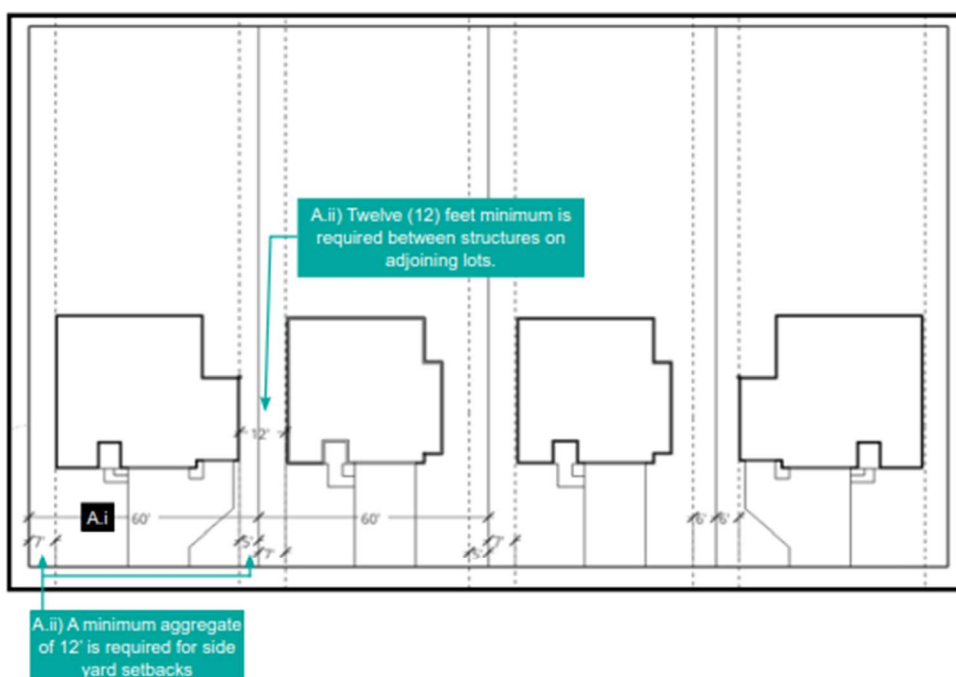 A.ii) Twelve (12) feet minimum is
required between structures on
adjoining lots.
12'
A.i
60'
60'
6'
6'
7'
5'
7'
5'
7'
A.ii) A minimum aggregate
of 12' is required for side
yard setbacks